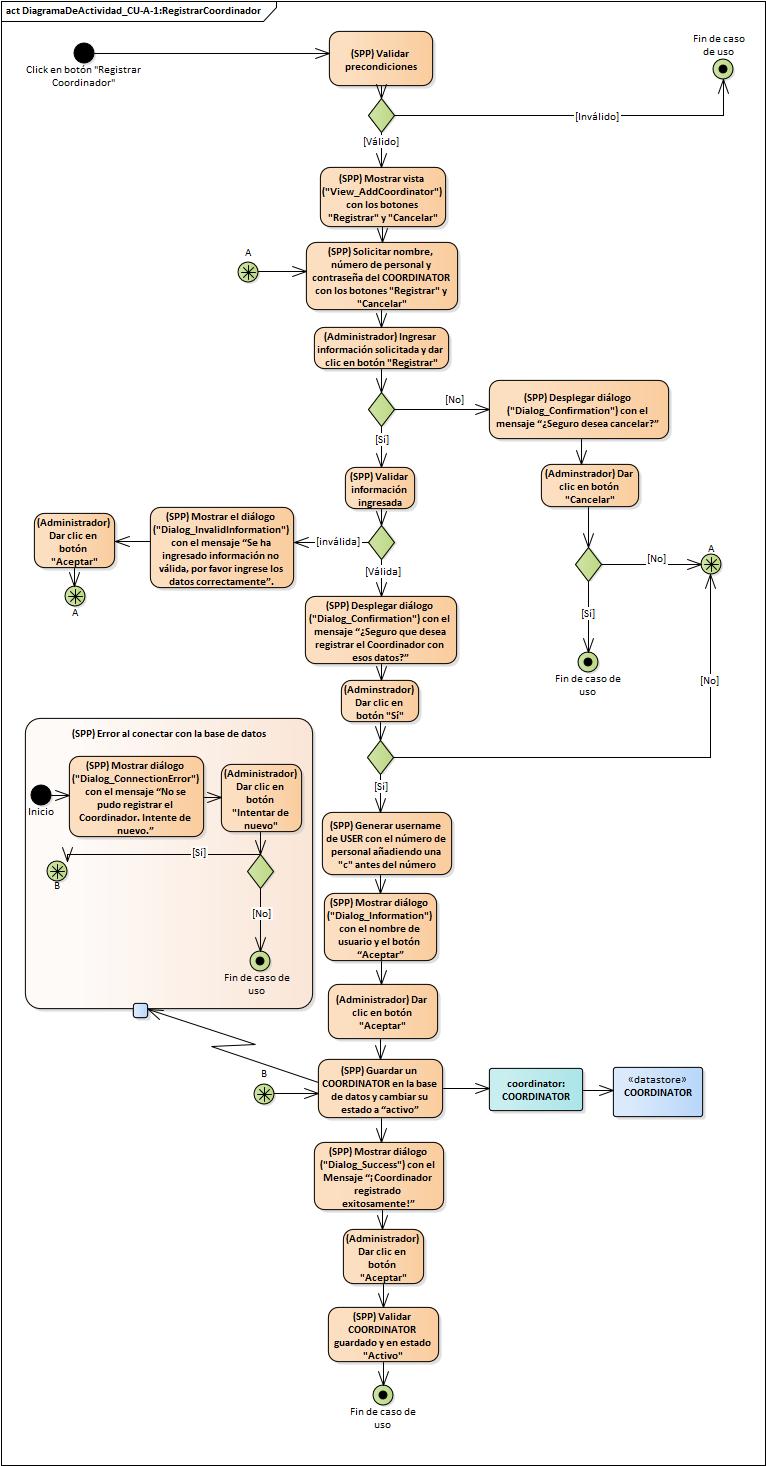 act DiagramaDeActividad_CU-A-1:RegistrarCoordinador
Click en botón "Registrar
Coordinador"
(SPP) Validar
precondiciones
Fin de caso
de uso
[Inválido]
[Válido]
(SPP) Mostrar vista
("View_AddCoordinator")
con los botones
"Registrar" y "Cancelar"
A
(SPP) Solicitar nombre,
número de personal y
contraseña del COORDINATOR
con los botones "Registrar" y
"Cancelar"
(Administrador) Ingresar
información solicitada y dar
clic en botón "Registrar"
[No]
(SPP) Desplegar diálogo
("Dialog_Confirmation") con el
mensaje “¿Seguro desea cancelar?”
[Sí]
(Adminstrador) Dar
clic en botón
"Cancelar"
(SPP) Validar
información
ingresada
(Administrador)
Dar clic en
botón
"Aceptar"
(SPP) Mostrar el diálogo
("Dialog_InvalidInformation")
con el mensaje “Se ha
ingresado información no
válida, por favor ingrese los
datos correctamente”.
[inválida]
[Válida]
[No]
A
A
[Sí]
Fin de caso de
uso
(SPP) Desplegar diálogo
("Dialog_Confirmation") con el
mensaje “¿Seguro que desea
registrar el Coordinador con
esos datos?”
(Adminstrador)
Dar clic en
botón "Sí"
[No]
[Sí]
(SPP) Error al conectar con la base de datos
(SPP) Mostrar diálogo
("Dialog_ConnectionError")
con el mensaje “No se
pudo registrar el
Coordinador. Intente de
nuevo.”
(Administrador)
Dar clic en
botón
"Intentar de
nuevo"
Inicio
[Sí]
B
[No]
Fin de caso de
uso
(SPP) Generar username
de USER con el número de
personal añadiendo una
"c" antes del número
(SPP) Mostrar diálogo
("Dialog_Information")
con el nombre de
usuario y el botón
“Aceptar”
(Administrador) Dar
clic en botón
"Aceptar"
B
(SPP) Guardar un
COORDINATOR en la base
de datos y cambiar su
estado a “activo”
coordinator:
COORDINATOR
«datastore»
COORDINATOR
(SPP) Mostrar diálogo
("Dialog_Success") con el
Mensaje “¡Coordinador
registrado
exitosamente!”
(Administrador)
Dar clic en
botón
"Aceptar"
(SPP) Validar
COORDINATOR
guardado y en estado
"Activo"
Fin de caso de
uso